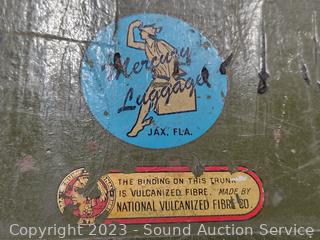 Mercury
Luggage
JAX, FLA.
THE BINDING ON THIS TRUNK
IS VULCANIZED FIBRE. MADE BY
NATIONAL VULCANIZED FIBRE CO.
Copyright 2023 - Sound Auction Service